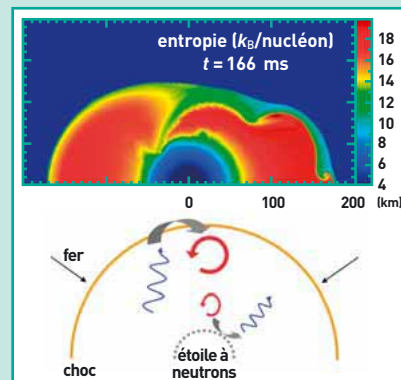 entropie (kB/nucléon)
t = 166 ms
18
16
14
12
10
8
6
4
0 100 200 (km)
fer
choc
étoile à
neutrons